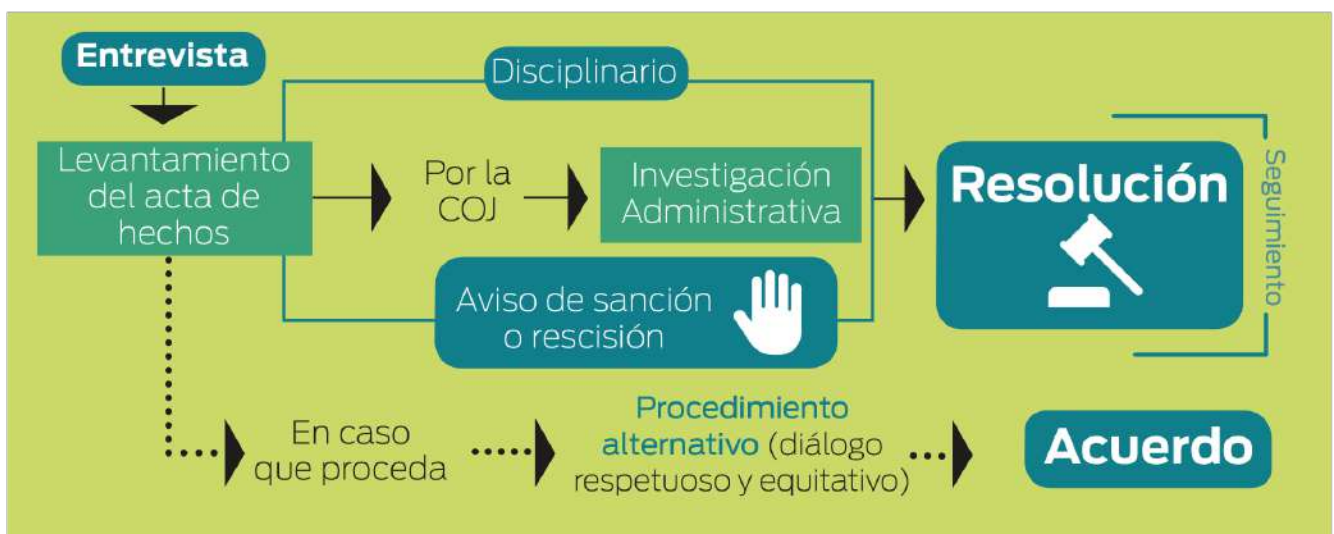 Entrevista
Levantamiento
del acta de
hechos
Disciplinario
Por la
COJ
Investigación
Administrativa
Aviso de sanción
o rescisión
Resolución
Seguimiento
En caso
que proceda
Procedimiento
alternativo (diálogo
respetuoso y equitativo)
Acuerdo